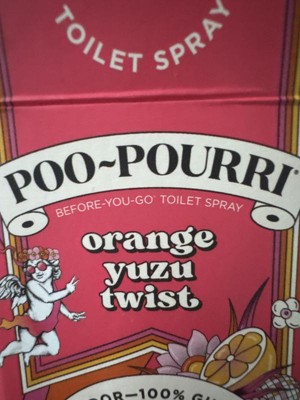 TOILET SPRAY
POO~POURRI®
BEFORE-YOU-GO® TOILET SPRAY
orange
yuzu
twist